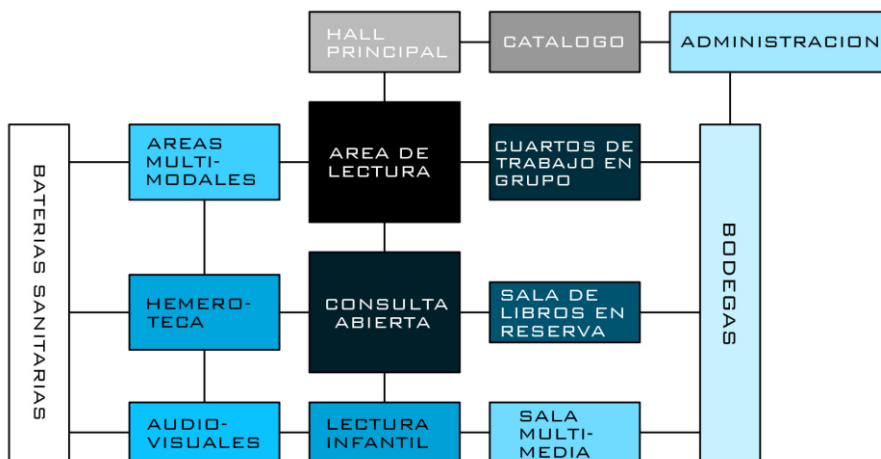 HALL
PRINCIPAL
CATALOGO
ADMINISTRACION
AREAS
MULTI-
MODALES
AREA DE
LECTURA
CUARTOS DE
TRABAJO EN
GRUPO
BATERIAS SANITARIAS
BODEGAS
HEMERO-
TECA
CONSULTA
ABIERTA
SALA DE
LIBROS EN
RESERVA
AUDIO-
VISUALES
LECTURA
INFANTIL
SALA
MULTI-
MEDIA